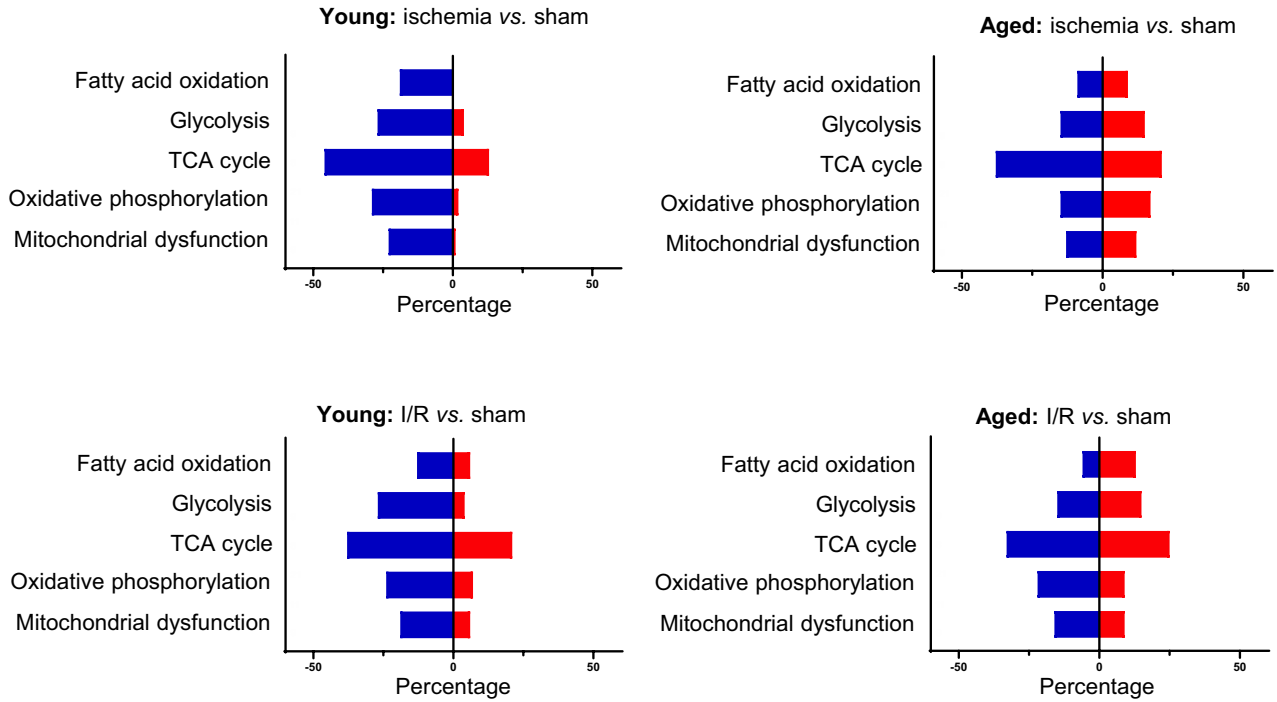 Young: ischemia vs. sham
Fatty acid oxidation
Glycolysis
TCA cycle
Oxidative phosphorylation
Mitochondrial dysfunction
-50 0 50
Percentage
Aged: ischemia vs. sham
Fatty acid oxidation
Glycolysis
TCA cycle
Oxidative phosphorylation
Mitochondrial dysfunction
-50 0 50
Percentage
Young: I/R vs. sham
Fatty acid oxidation
Glycolysis
TCA cycle
Oxidative phosphorylation
Mitochondrial dysfunction
-50 0 50
Percentage
Aged: I/R vs. sham
Fatty acid oxidation
Glycolysis
TCA cycle
Oxidative phosphorylation
Mitochondrial dysfunction
-50 0 50
Percentage